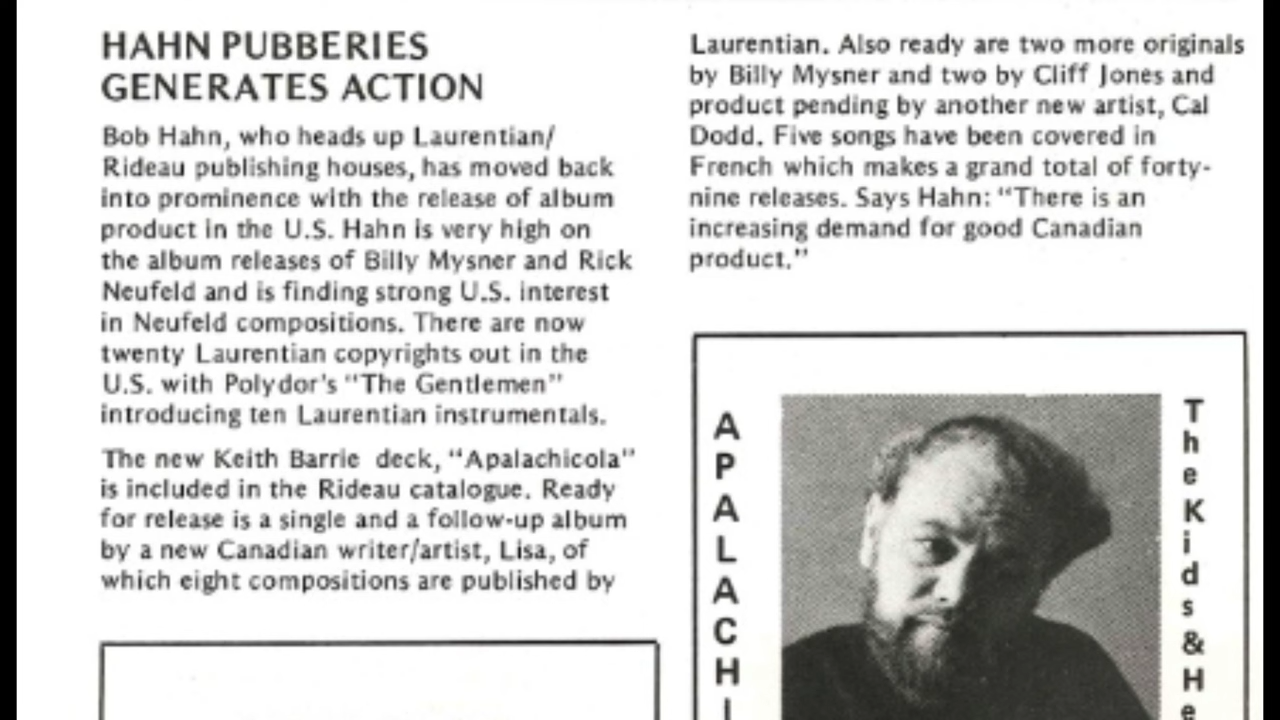 HAHN PUBBERIES
GENERATES ACTION
Bob Hahn, who heads up Laurentian/
Rideau publishing houses, has moved back
into prominence with the release of album
product in the U.S. Hahn is very high on
the album releases of Billy Mysner and Rick
Neufeld and is finding strong U.S. interest
in Neufeld compositions. There are now
twenty Laurentian copyrights out in the
U.S. with Polydor's "The Gentlemen"
introducing ten Laurentian instrumentals.
The new Keith Barrie deck, "Apalachicola"
is included in the Rideau catalogue. Ready
for release is a single and a follow-up album
by a new Canadian writer/artist, Lisa, of
which eight compositions are published by
Laurentian. Also ready are two more originals
by Billy Mysner and two by Cliff Jones and
product pending by another new artist, Cal
Dodd. Five songs have been covered in
French which makes a grand total of forty-
nine releases. Says Hahn: "There is an
increasing demand for good Canadian
product."
APALACHI
The Kids & He